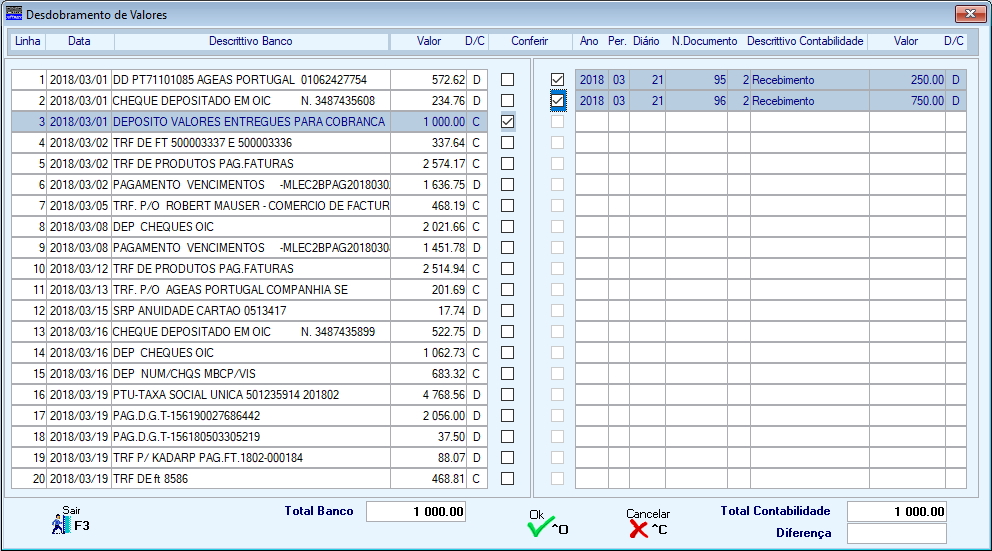 Desdobramento de Valores
Linha Data Descrittivo Banco Valor D/C Conferir Ano Per. Diário N.Documento Descrittivo Contabilidade Valor D/C
1 2018/03/01 DD PT71101085 AGEAS PORTUGAL 01062427754 572.62 D 2018 03 21 95 2 Recebimento 250.00 D
2 2018/03/01 CHEQUE DEPOSITADO EM OIC N. 3487435608 234.76 D 2018 03 21 96 2 Recebimento 750.00 D
3 2018/03/01 DEPOSITO VALORES ENTREGUES PARA COBRANCA 1 000.00 C
4 2018/03/02 TRF DE FT 500003337 E 500003336 337.64 C
5 2018/03/02 TRF DE PRODUTOS PAG.FATURAS 2 574.17 C
6 2018/03/02 PAGAMENTO VENCIMENTOS -MLEC2BPAG2018030 1 636.75 D
7 2018/03/05 TRF. P/O ROBERT MAUSER - COMERCIO DE FACTUR 468.19 C
8 2018/03/08 DEP CHEQUES OIC 2 021.66 C
9 2018/03/08 PAGAMENTO VENCIMENTOS -MLEC2BPAG2018030 1 451.78 D
10 2018/03/12 TRF DE PRODUTOS PAG.FATURAS 2 514.94 C
11 2018/03/13 TRF. P/O AGEAS PORTUGAL COMPANHIA SE 201.69 C
12 2018/03/15 SRP ANUIDADE CARTAO 0513417 17.74 D
13 2018/03/16 CHEQUE DEPOSITADO EM OIC N. 3487435899 522.75 D
14 2018/03/16 DEP CHEQUES OIC 1 062.73 C
15 2018/03/16 DEP NUM/CHQS MBCP/VIS 683.32 C
16 2018/03/19 PTU-TAXA SOCIAL UNICA 501235914 201802 4 768.56 D
17 2018/03/19 PAG.D.G.T-156190027686442 2 056.00 D
18 2018/03/19 PAG.D.G.T-156180503305219 37.50 D
19 2018/03/19 TRF P/ KADARP PAG.FT.1802-000184 88.07 D
20 2018/03/19 TRF DE ft 8586 468.81 C
Sair F3 Total Banco 1 000.00 Ok ^O Cancelar ^C Total Contabilidade 1 000.00
Diferença